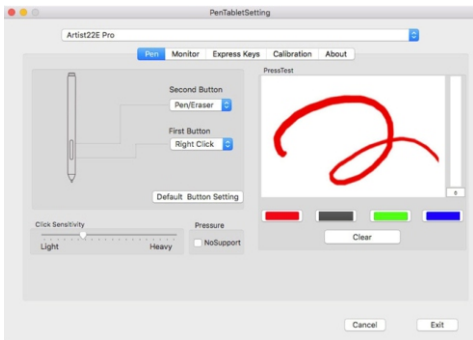 PenTabletSetting
Artist22E Pro
Pen Monitor Express Keys Calibration About
PressTest
Second Button
Pen/Eraser
First Button
Right Click
Default Button Setting
8
Click Sensitivity
Light Heavy
Pressure
NoSupport
Clear
Cancel Exit